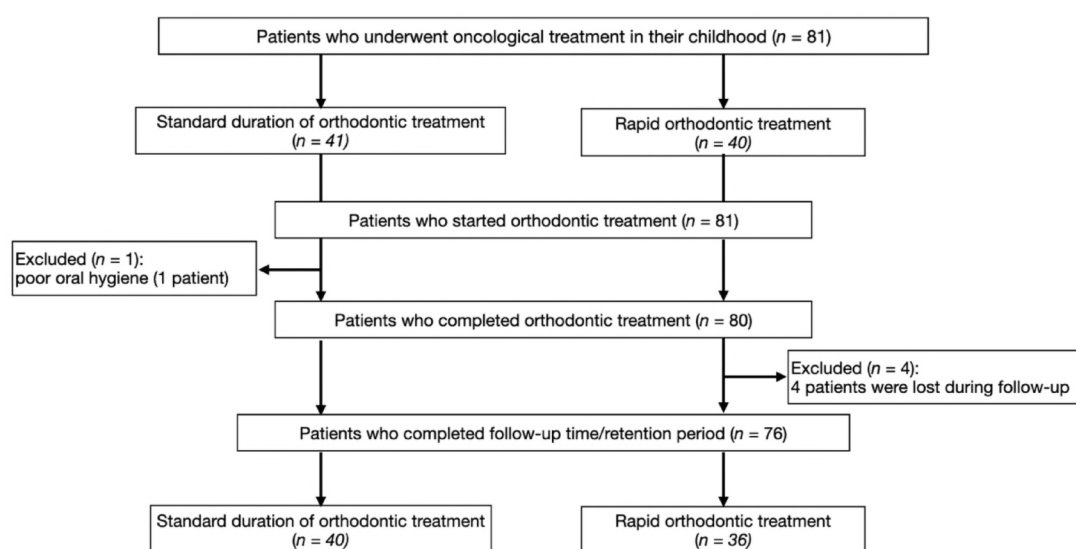 Patients who underwent oncological treatment in their childhood (n = 81)
Standard duration of orthodontic treatment
(n = 41)
Rapid orthodontic treatment
(n = 40)
Patients who started orthodontic treatment (n = 81)
Excluded (n = 1):
poor oral hygiene (1 patient)
Patients who completed orthodontic treatment (n = 80)
Excluded (n = 4):
4 patients were lost during follow-up
Patients who completed follow-up time/retention period (n = 76)
Standard duration of orthodontic treatment
(n = 40)
Rapid orthodontic treatment
(n = 36)